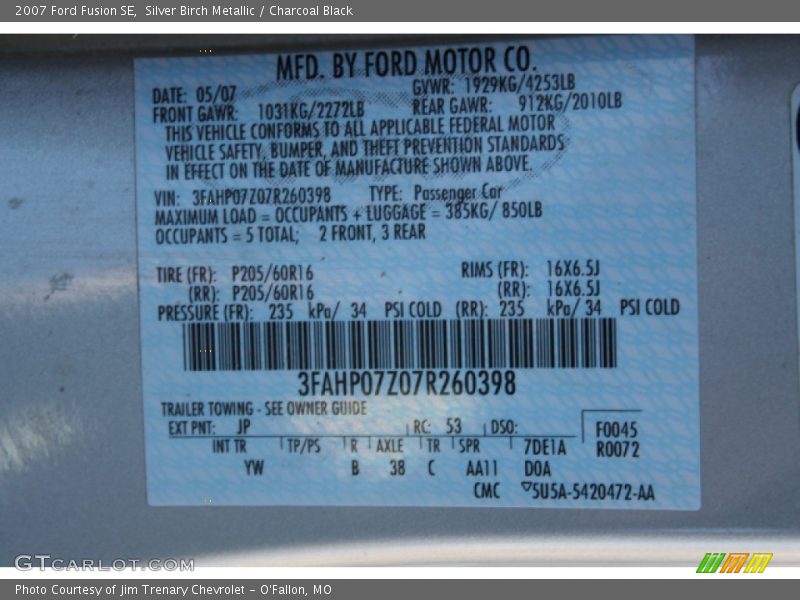 2007 Ford Fusion SE,  Silver Birch Metallic / Charcoal Black
MFD. BY FORD MOTOR CO.
DATE: 05/07 GVWR: 1929KG/4253LB
FRONT GAWR: 1031KG/2272LB REAR GAWR: 912KG/2010LB
THIS VEHICLE CONFORMS TO ALL APPLICABLE FEDERAL MOTOR
VEHICLE SAFETY, BUMPER, AND THEFT PREVENTION STANDARDS
IN EFFECT ON THE DATE OF MANUFACTURE SHOWN ABOVE.
VIN: 3FAHP07Z07R260398 TYPE: Passenger Car
MAXIMUM LOAD = OCCUPANTS + LUGGAGE = 385KG/ 850LB
OCCUPANTS = 5 TOTAL; 2 FRONT, 3 REAR
TIRE (FR): P205/60R16 RIMS (FR): 16X6.5J
(RR): P205/60R16 (RR): 16X6.5J
PRESSURE (FR): 235 kPa/ 34 PSI COLD (RR): 235 kPa/ 34 PSI COLD
3FAHP07Z07R260398
TRAILER TOWING - SEE OWNER GUIDE
EXT PNT: JP RC: 53 DSO: F0045
INT TR TP/PS R AXLE TR SPR 7DE1A R0072
YW B 38 C AA11 D0A
CMC ▽5U5A-5420472-AA
GTCARLOT.COM
Photo Courtesy of Jim Trenary Chevrolet - O'Fallon, MO